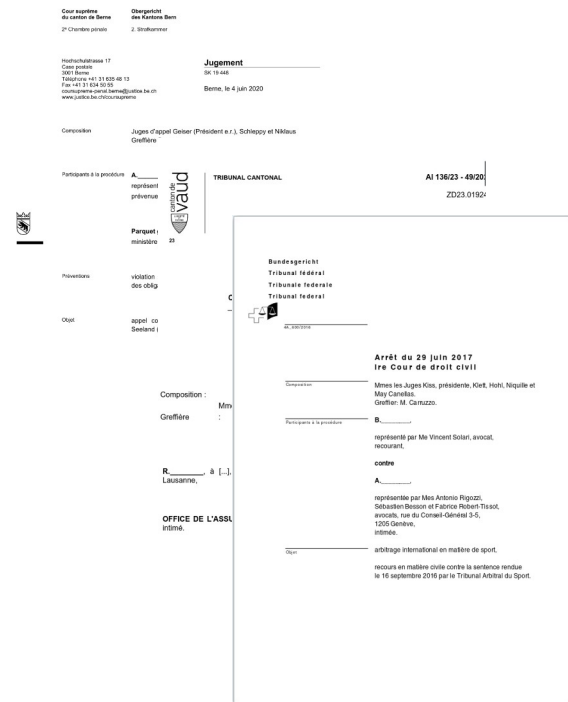 Cour suprême
du canton de Berne
Obergericht
des Kantons Bern
2e Chambre pénale
2. Strafkammer
Hochschulstrasse 17
Case postale
3001 Berne
Téléphone +41 31 635 48 13
Fax +41 31 634 50 55
coursupreme-penal.berne@justice.be.ch
www.justice.be.ch/coursupreme
Jugement
SK 19 446
Berne, le 4 juin 2020
Composition
Juges d'appel Geiser (Président e.r.), Schleppy et Niklaus
Greffière
Participants à la procédure
A.______
représent
prévenue
Parquet
ministère
Préventions
violation
des oblig
Objet
appel co
Seeland (
canton de
vaud
LIBERTÉ
ET
PATRIE
23
TRIBUNAL CANTONAL
AI 136/23 - 49/20
ZD23.01924
C
Composition :
Mm
Greffière :
R.______, à [...],
Lausanne,
OFFICE DE L'ASSU
intimé.
Bundesgericht
Tribunal fédéral
Tribunale federale
Tribunal federal
Arrêt du 29 juin 2017
Ire Cour de droit civil
Composition
Mmes les Juges Kiss, présidente, Klett, Hohl, Niquille et
May Canellas.
Greffier: M. Carruzzo.
Participants à la procédure
B.______,
représenté par Me Vincent Solari, avocat,
recourant,
contre
A.______,
représentée par Mes Antonio Rigozzi,
Sébastien Besson et Fabrice Robert-Tissot,
avocats, rue du Conseil-Général 3-5,
1205 Genève,
intimée.
Objet
arbitrage international en matière de sport,
recours en matière civile contre la sentence rendue
le 16 septembre 2016 par le Tribunal Arbitral du Sport.